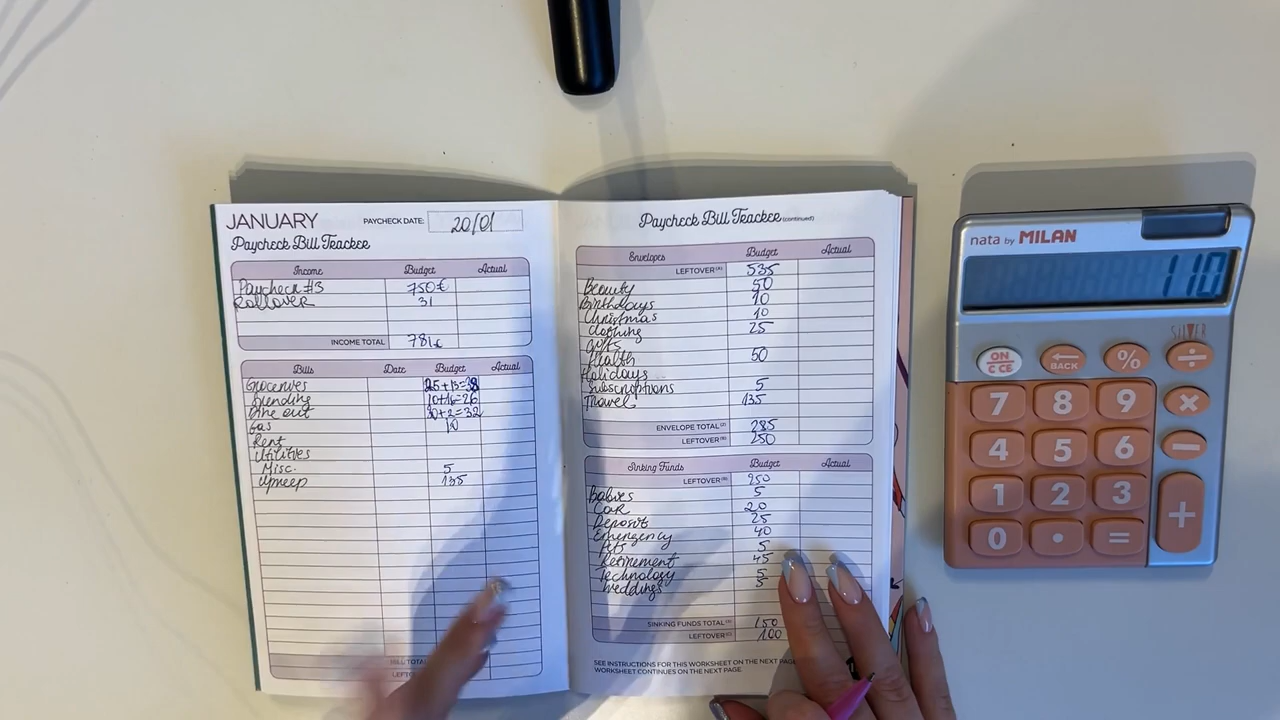 JANUARY PAYCHECK DATE: 20/01
Paycheck Bill Tracker
Income Budget Actual
Paycheck #3 750€
Rollover 31
INCOME TOTAL 781€
Bills Date Budget Actual
Groceries
Spending
Dine out
Gas 10
Rent
Utilities
Misc. 5
Upkeep 135
Paycheck Bill Tracker (continued)
Envelopes Budget Actual
LEFTOVER (A) 535
Beauty 50
Birthdays 10
Christmas 10
Clothing 25
Gifts
Health 50
Holidays
Subscriptions 5
Travel 135
ENVELOPE TOTAL (2) 285
LEFTOVER (B) 250
Sinking Funds Budget Actual
LEFTOVER (B) 250
Babies 5
Car 20
Deposit 25
Emergency 40
Pets 5
Retirement 45
Technology 5
Weddings 5
SINKING FUNDS TOTAL 150
LEFTOVER 100
SEE INSTRUCTIONS FOR THIS WORKSHEET ON THE NEXT
WORKSHEET CONTINUES ON THE NEXT PAGE
nata by MILAN
110
SILVER
ON/C CE BACK % ÷
7 8 9 ×
4 5 6 −
1 2 3 +
0 • =